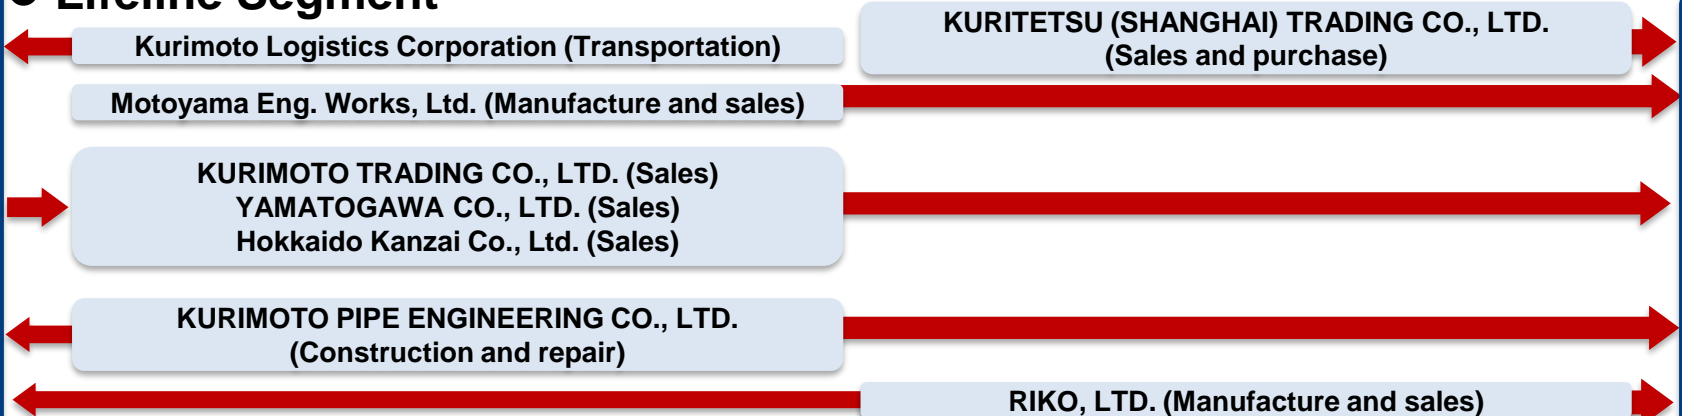 ● Lifeline Segment
KURITETSU (SHANGHAI) TRADING CO., LTD.
(Sales and purchase)
Kurimoto Logistics Corporation (Transportation)
Motoyama Eng. Works, Ltd. (Manufacture and sales)
KURIMOTO TRADING CO., LTD. (Sales)
YAMATOGAWA CO., LTD. (Sales)
Hokkaido Kanzai Co., Ltd. (Sales)
KURIMOTO PIPE ENGINEERING CO., LTD.
(Construction and repair)
RIKO, LTD. (Manufacture and sales)